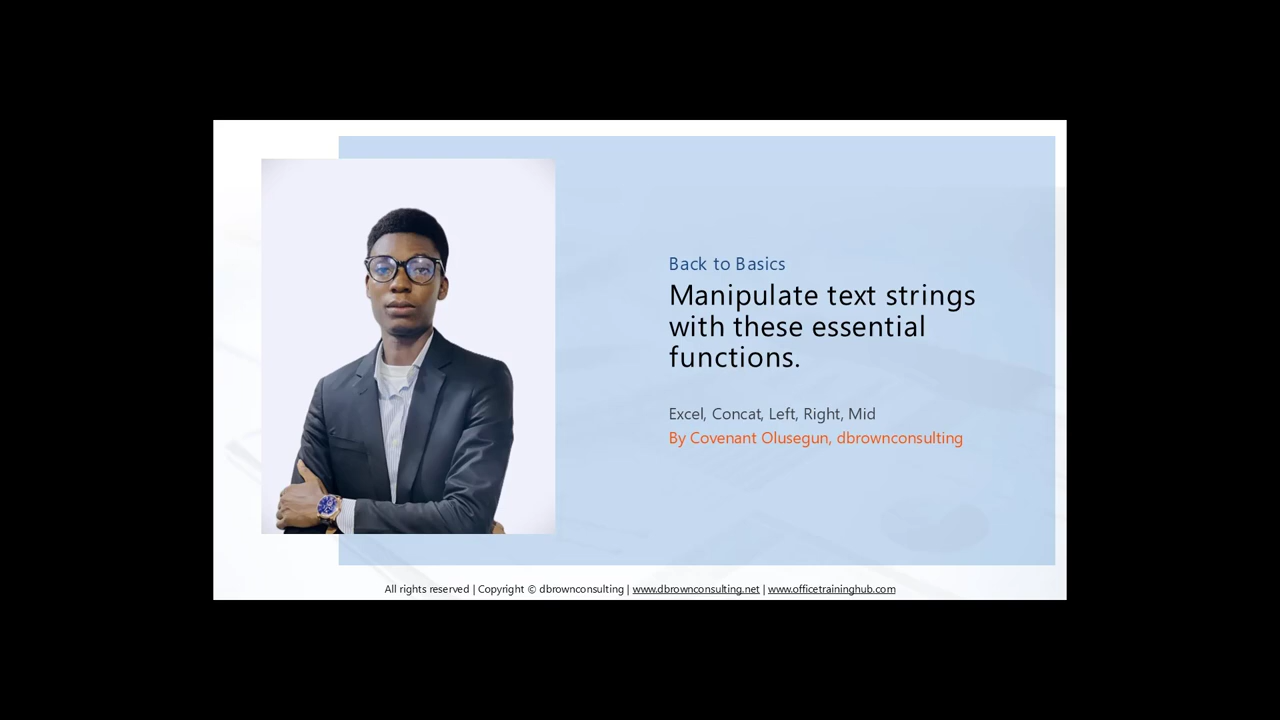 Back to Basics
Manipulate text strings
with these essential
functions.
Excel, Concat, Left, Right, Mid
By Covenant Olusegun, dbrownconsulting
All rights reserved | Copyright © dbrownconsulting | www.dbrownconsulting.net | www.officetraininghub.com